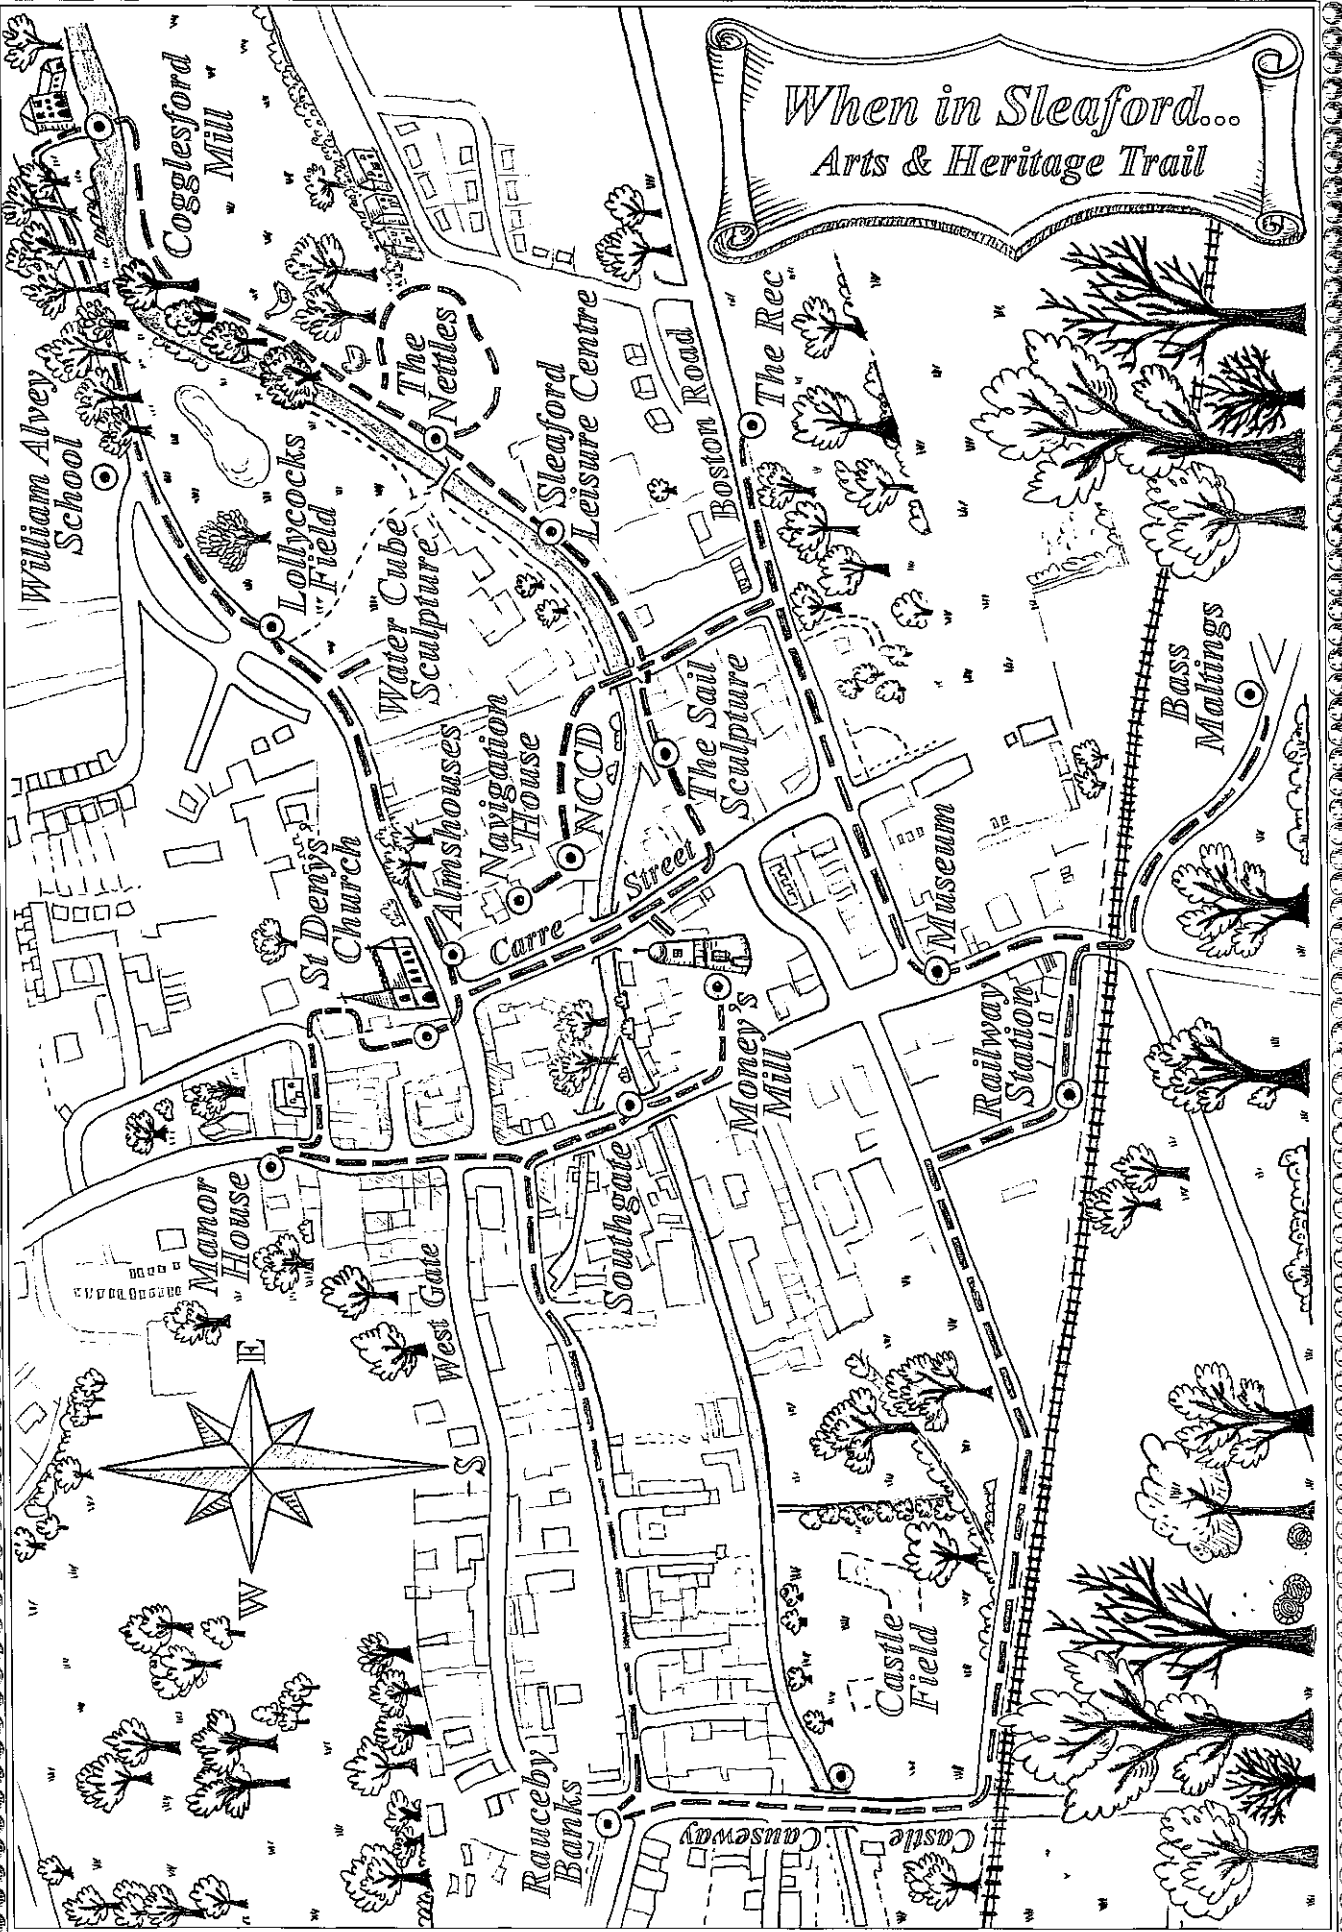 When in Sleaford...
Arts & Heritage Trail
Cogglesford
Mill
William Alvey
School
The
Nettles
Lollycocks
Field
Sleaford
Leisure Centre
Boston Road
The Rec
Water Cube
Sculpture
Navigation
House
NCCD
The Sail
Sculpture
Almshouses
St Denys'
Church
Carre Street
Bass
Maltings
Museum
Money's
Mill
Railway
Station
Manor
House
Southgate
West Gate
E
S
W
Castle
Field
Rauceby
Banks
Castle Causeway